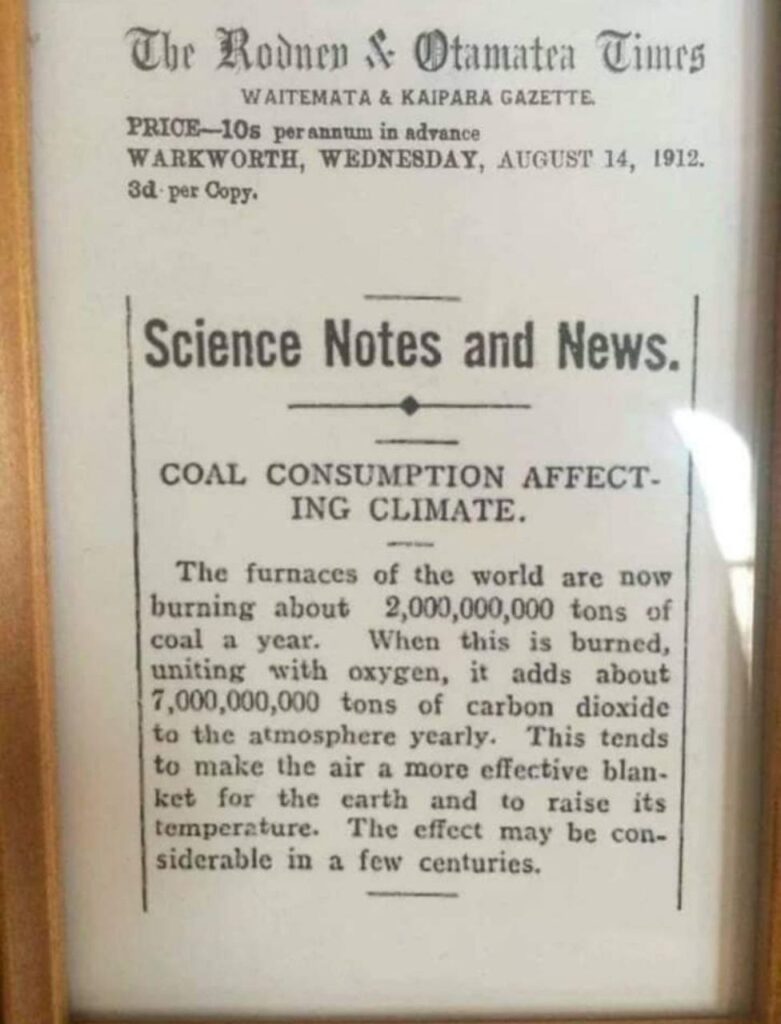 The Rodney & Otamatea Times
WAITEMATA & KAIPARA GAZETTE.
PRICE—10s per annum in advance
WARKWORTH, WEDNESDAY, AUGUST 14, 1912.
3d per Copy.
Science Notes and News.
COAL CONSUMPTION AFFECT-
ING CLIMATE.
The furnaces of the world are now
burning about 2,000,000,000 tons of
coal a year. When this is burned,
uniting with oxygen, it adds about
7,000,000,000 tons of carbon dioxide
to the atmosphere yearly. This tends
to make the air a more effective blan-
ket for the earth and to raise its
temperature. The effect may be con-
siderable in a few centuries.